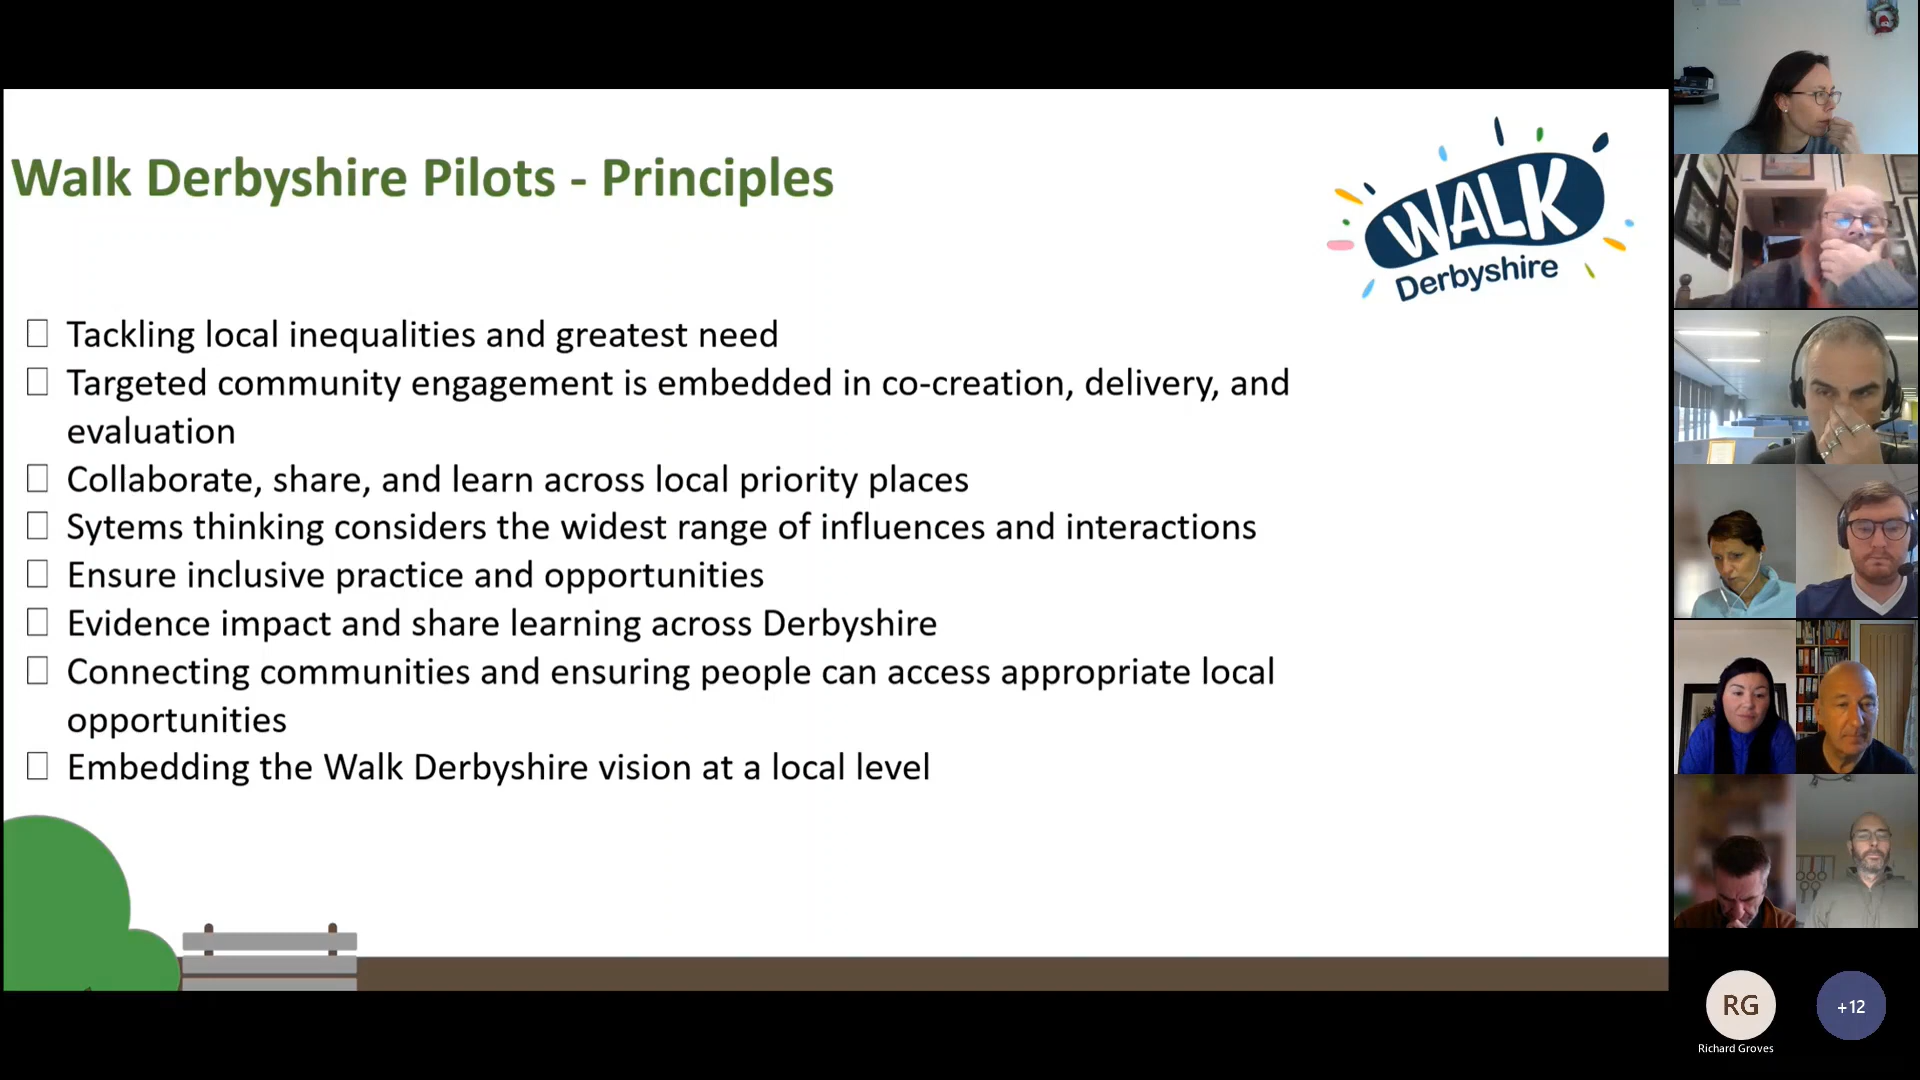 Walk Derbyshire Pilots - Principles
WALK
Derbyshire
Tackling local inequalities and greatest need
Targeted community engagement is embedded in co-creation, delivery, and
evaluation
Collaborate, share, and learn across local priority places
Sytems thinking considers the widest range of influences and interactions
Ensure inclusive practice and opportunities
Evidence impact and share learning across Derbyshire
Connecting communities and ensuring people can access appropriate local
opportunities
Embedding the Walk Derbyshire vision at a local level
RG
+12
Richard Groves